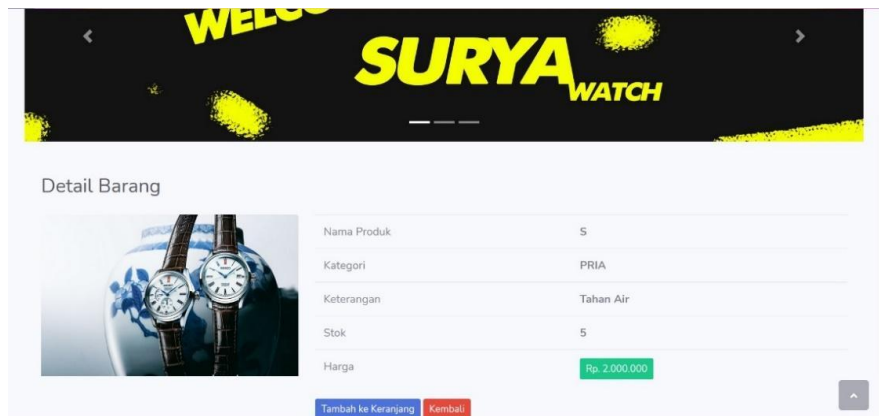 WELCO
SURYA
WATCH
Detail Barang
Nama Produk S
Kategori PRIA
Keterangan Tahan Air
Stok 5
Harga Rp. 2.000.000
Tambah ke Keranjang Kembali